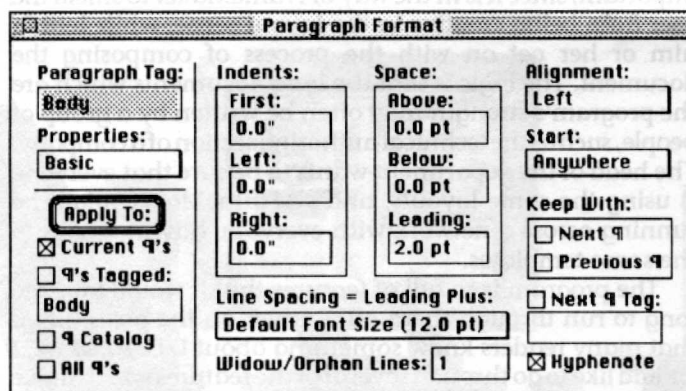 Paragraph Format
Paragraph Tag:
Body
Properties:
Basic
Apply To:
Current ¶'s
¶'s Tagged:
Body
¶ Catalog
All ¶'s
Indents:
First:
0.0"
Left:
0.0"
Right:
0.0"
Space:
Above:
0.0 pt
Below:
0.0 pt
Leading:
2.0 pt
Line Spacing = Leading Plus:
Default Font Size (12.0 pt)
Widow/Orphan Lines: 1
Alignment:
Left
Start:
Anywhere
Keep With:
Next ¶
Previous ¶
Next ¶ Tag:
Hyphenat